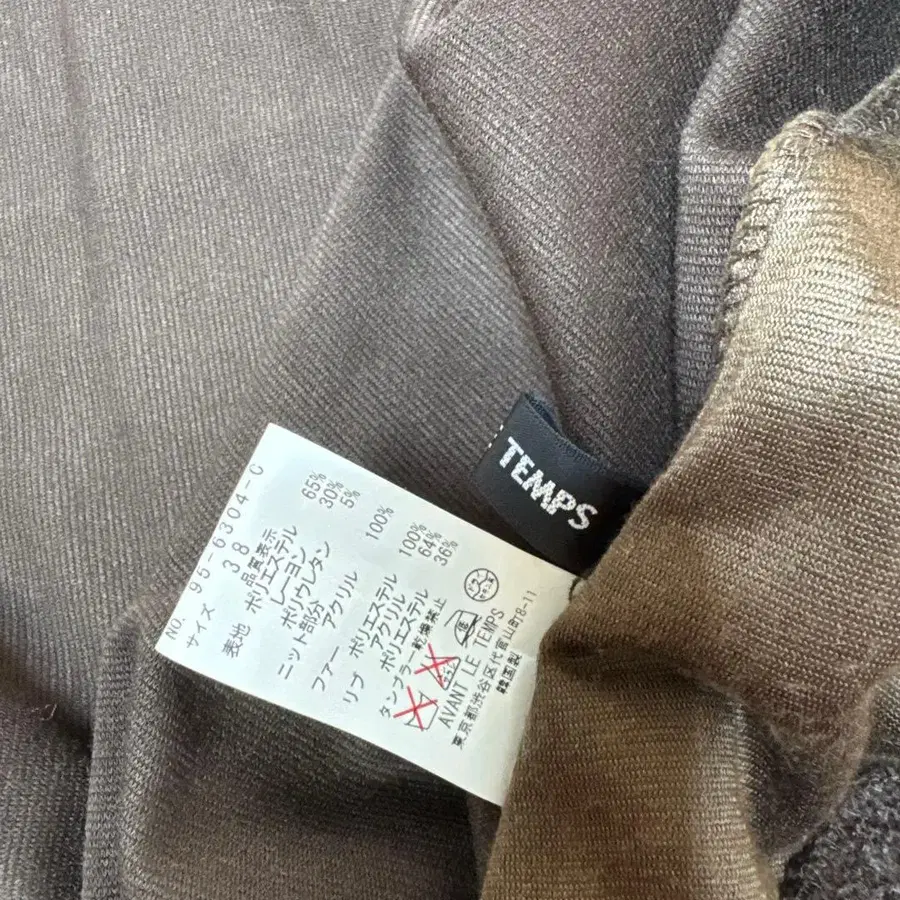 TEMPS
NO. 95-6304-C
サイズ 38
品質表示
表地 ポリエステル 65%
レーヨン 30%
ポリウレタン 5%
ニット部分
アクリル 100%
ファー ポリエステル 100%
リブ アクリル 64%
ポリエステル 36%
タンブラ乾燥禁止
AVANT LE TEMPS
東京都渋谷区代官山町8-11
韓国製